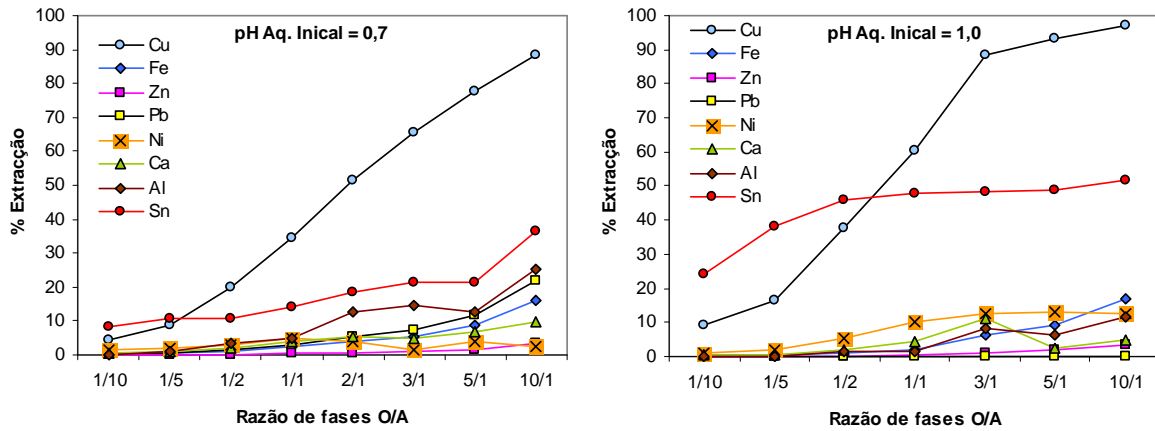 pH Aq. Inical = 0,7
% Extracção
100
90
80
70
60
50
40
30
20
10
0
Cu
Fe
Zn
Pb
Ni
Ca
Al
Sn
1/10 1/5 1/2 1/1 2/1 3/1 5/1 10/1
Razão de fases O/A
pH Aq. Inical = 1,0
% Extracção
100
90
80
70
60
50
40
30
20
10
0
Cu
Fe
Zn
Pb
Ni
Ca
Al
Sn
1/10 1/5 1/2 1/1 3/1 5/1 10/1
Razão de fases O/A